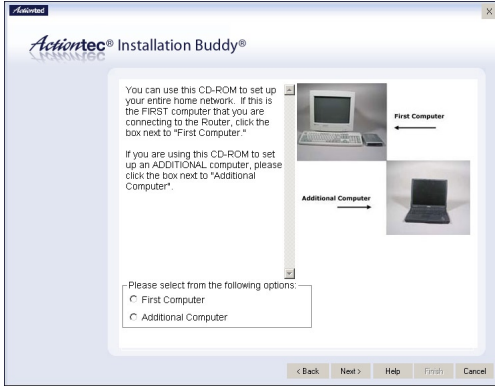 Actiontec
Actiontec® Installation Buddy®
You can use this CD-ROM to set up
your entire home network. If this is
the FIRST computer that you are
connecting to the Router, click the
box next to "First Computer."
If you are using this CD-ROM to set
up an ADDITIONAL computer, please
click the box next to "Additional
Computer".
First Computer
Additional Computer
Please select from the following options:
First Computer
Additional Computer
< Back Next > Help Finish Cancel